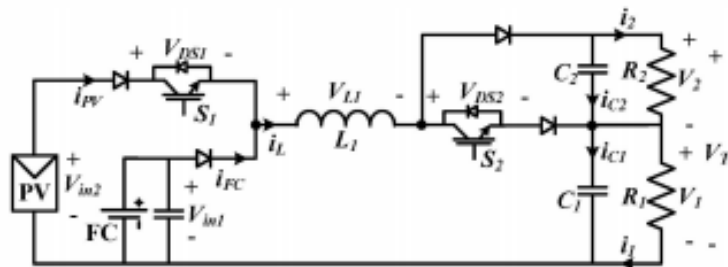 + V_DS1 - i_2 +
+
i_PV S_1 + V_L1 - + V_DS2 - C_2 R_2 V_2
i_L L_1 i_C2 -
PV + V_in2 - i_FC S_2 i_C1 + V_T
FC + V_in1 - C_1 R_1 V_1
i_1 - -